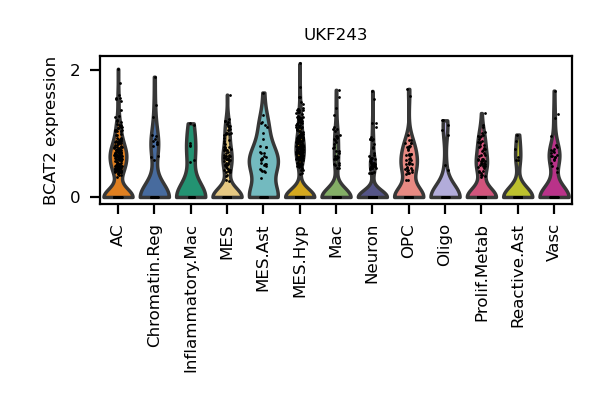 UKF243
BCAT2 expression
2
0
AC
Chromatin.Reg
Inflammatory.Mac
MES
MES.Ast
MES.Hyp
Mac
Neuron
OPC
Oligo
Prolif.Metab
Reactive.Ast
Vasc